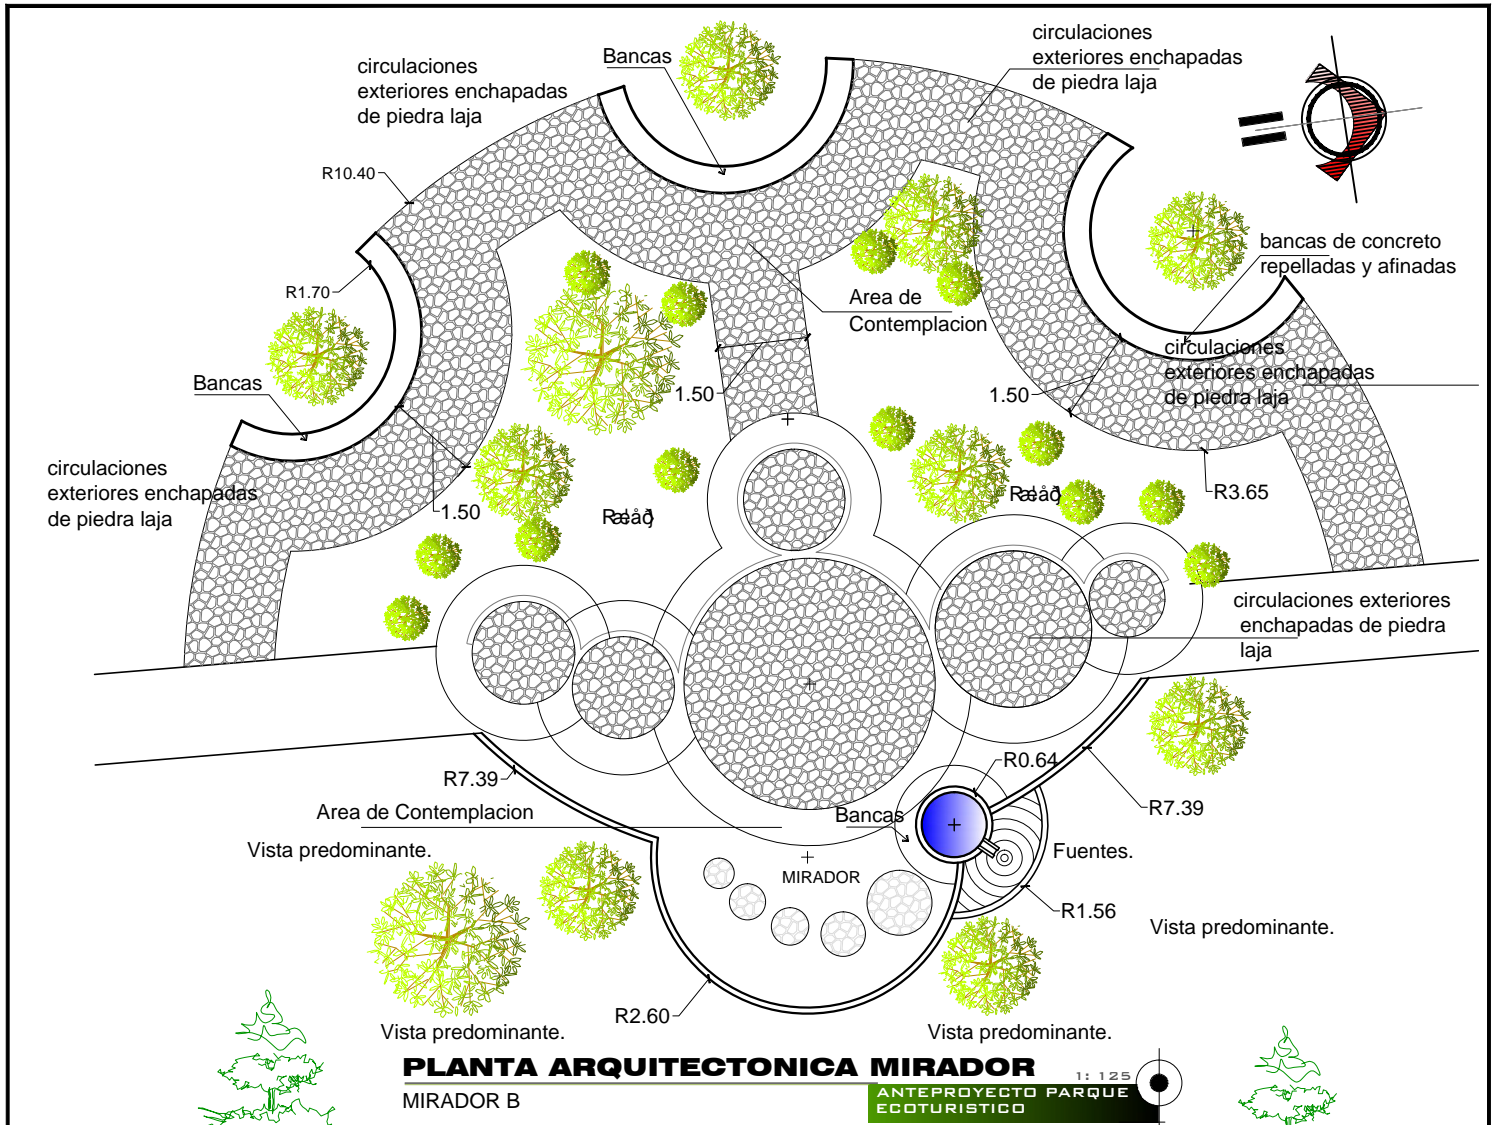 circulaciones
exteriores enchapadas
de piedra laja
Bancas
circulaciones
exteriores enchapadas
de piedra laja
R10.40
R1.70
bancas de concreto
repelladas y afinadas
Area de
Contemplacion
circulaciones
exteriores enchapadas
de piedra laja
Bancas
1.50
1.50
circulaciones
exteriores enchapadas
de piedra laja
1.50
R3.65
circulaciones exteriores
enchapadas de piedra
laja
R7.39
R0.64
R7.39
Area de Contemplacion
Bancas
Vista predominante.
Fuentes.
MIRADOR
R1.56
Vista predominante.
R2.60
Vista predominante.
Vista predominante.
PLANTA ARQUITECTONICA MIRADOR
1: 125
MIRADOR B
ANTEPROYECTO PARQUE
ECOTURISTICO